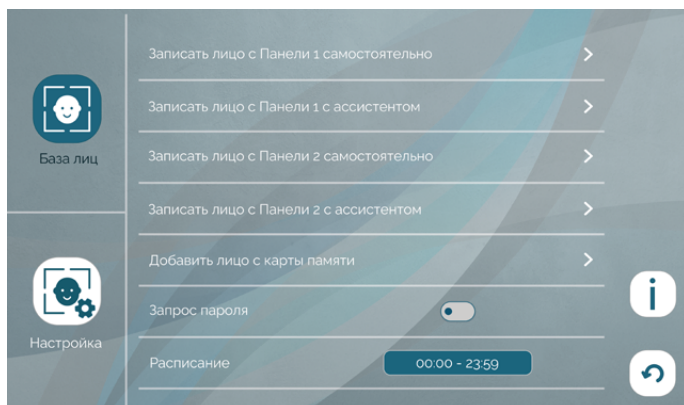 Записать лицо с Панели 1 самостоятельно
Записать лицо с Панели 1 с ассистентом
База лиц
Записать лицо с Панели 2 самостоятельно
Записать лицо с Панели 2 с ассистентом
Добавить лицо с карты памяти
Запрос пароля
Настройка
Расписание 00:00 - 23:59